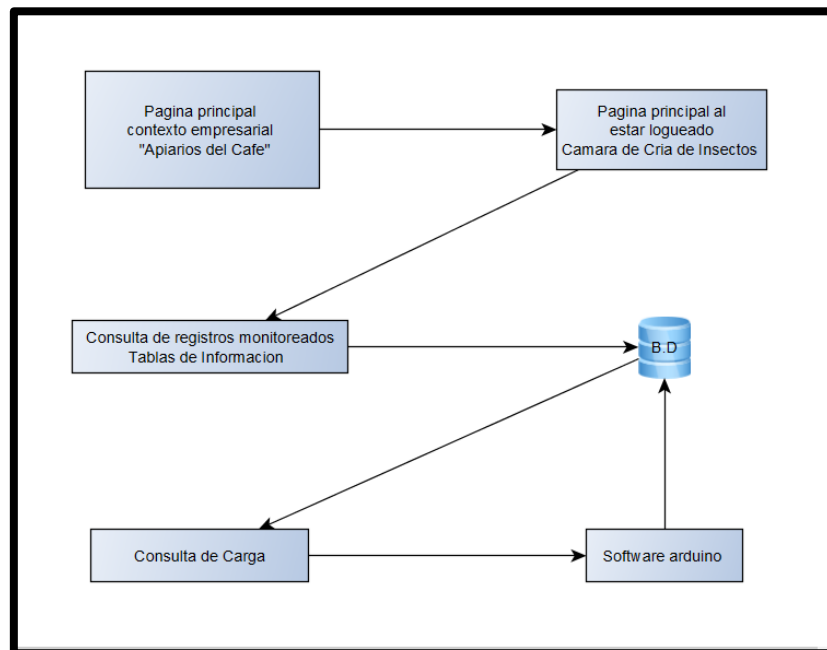 Pagina principal
contexto empresarial
"Apiarios del Cafe"
Pagina principal al
estar logueado
Camara de Cria de Insectos
Consulta de registros monitoreados
Tablas de Informacion
B.D
Consulta de Carga
Software arduino